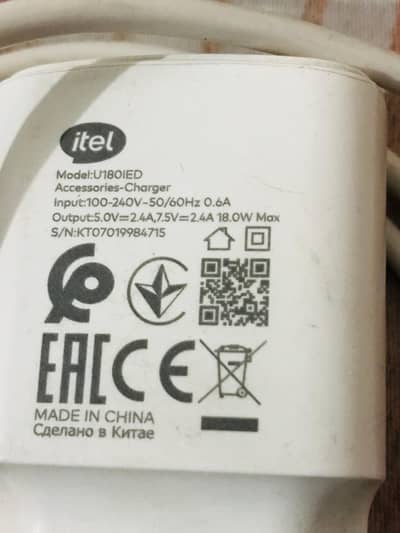 itel
Model:U180IED
Accessories-Charger
Input:100-240V~50/60Hz 0.6A
Output:5.0V⎓2.4A,7.5V⎓2.4A 18.0W Max
S/N:KT07019984715
EAC CE
MADE IN CHINA
Сделано в Китае